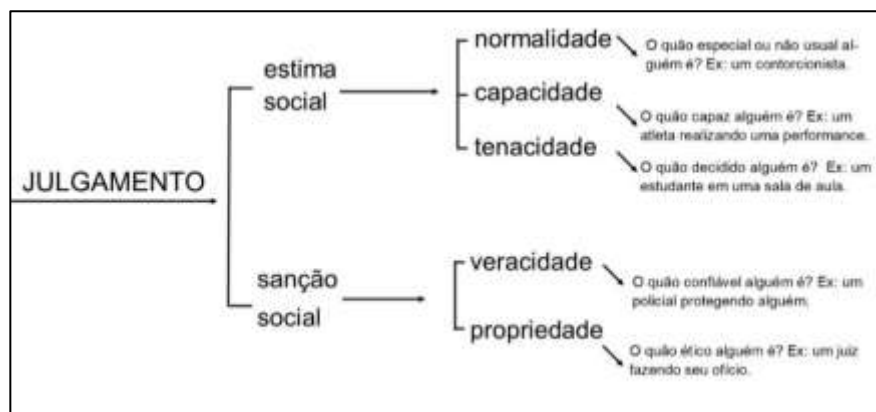 JULGAMENTO
estima
social
normalidade
O quão especial ou não usual al-
guém é? Ex: um contorcionista.
capacidade
O quão capaz alguém é? Ex: um
atleta realizando uma performance.
tenacidade
O quão decidido alguém é? Ex: um
estudante em uma sala de aula.
sanção
social
veracidade
O quão confiável alguém é? Ex: um
policial protegendo alguém.
propriedade
O quão ético alguém é? Ex: um juiz
fazendo seu ofício.